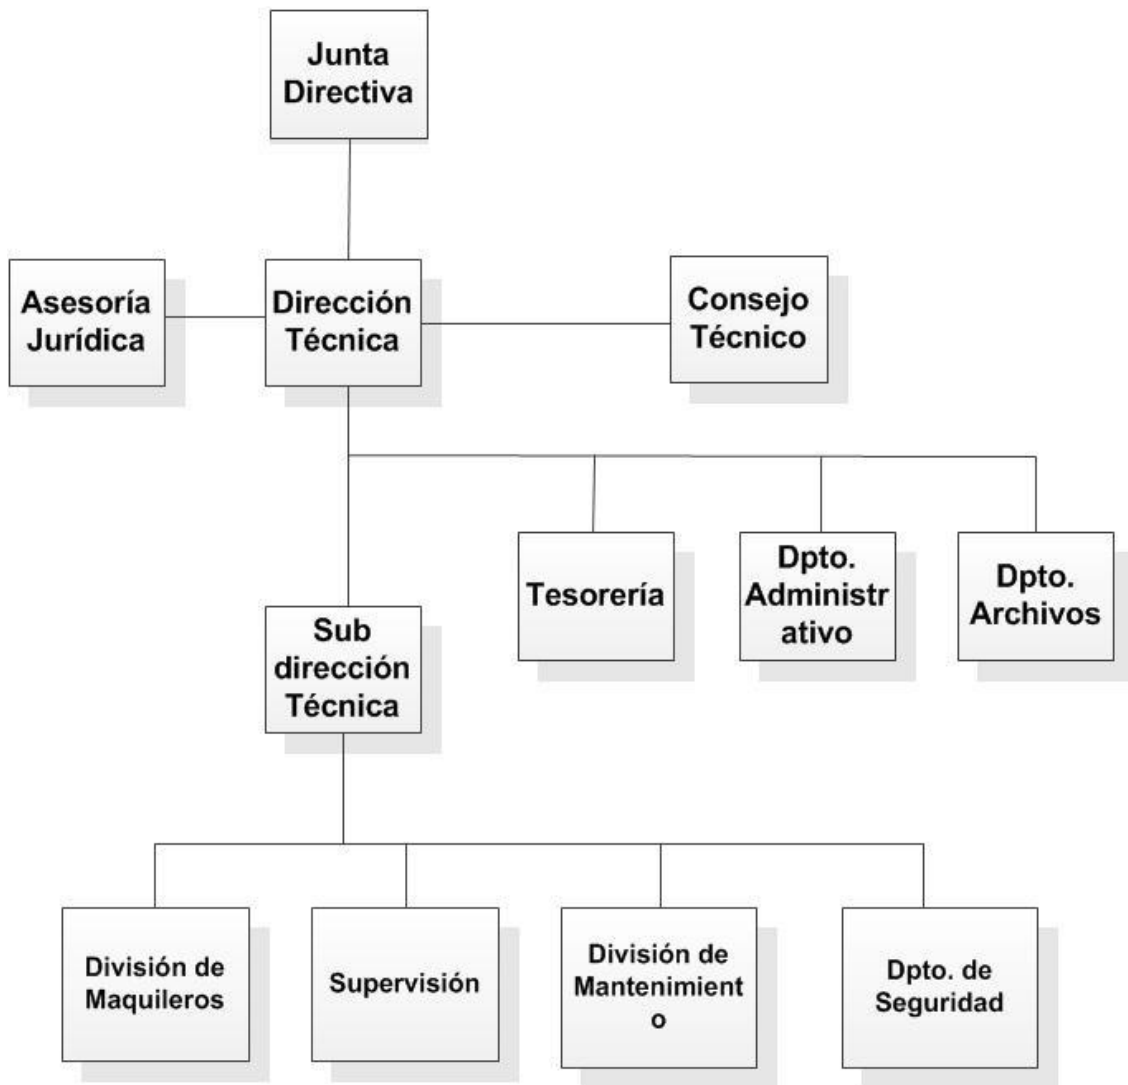 Junta
Directiva
Asesoría
Jurídica
Dirección
Técnica
Consejo
Técnico
Tesorería
Dpto.
Administr
ativo
Dpto.
Archivos
Sub
dirección
Técnica
División de
Maquileros
Supervisión
División de
Mantenimient
o
Dpto. de
Seguridad